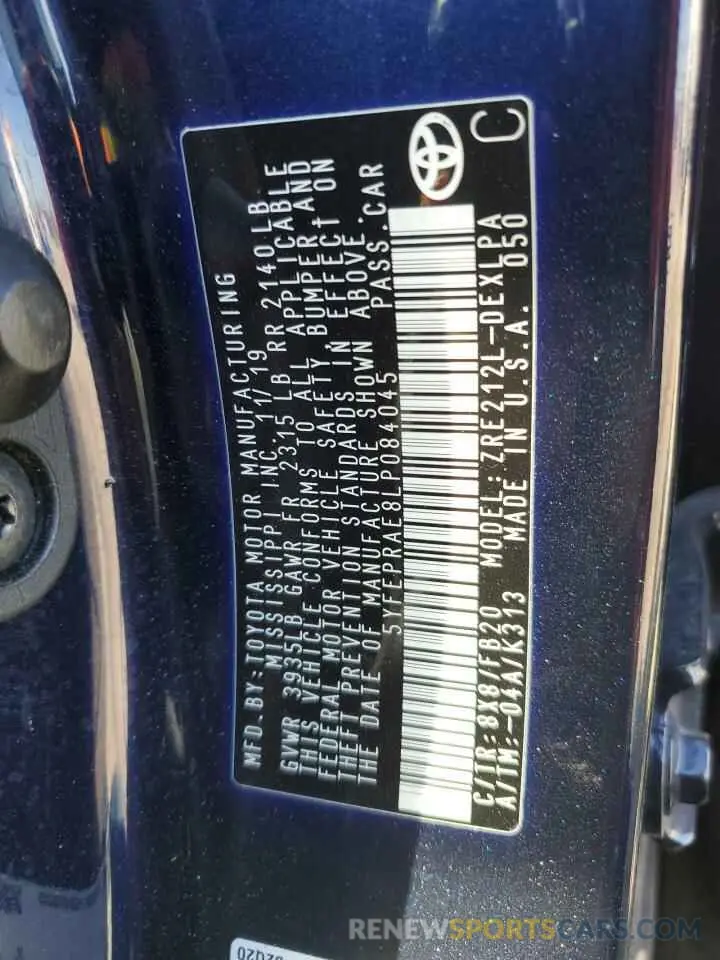 MFD.BY:TOYOTA MOTOR MANUFACTURING
MISSISSIPPI INC. 11/19
GVWR 3935LB GAWR FR 2315 LB RR 2140 LB
THIS VEHICLE CONFORMS TO ALL APPLICABLE
FEDERAL MOTOR VEHICLE SAFETY BUMPER AND
THEFT PREVENTION STANDARDS IN EFFECT ON
THE DATE OF MANUFACTURE SHOWN ABOVE.
5YFEPRAE8LP084045 PASS.CAR
C/TR:8X8/FB20 MODEL:ZRE212L-DEXLPA
A/TM:-04A/K313 MADE IN U.S.A. 050
C
02Q20
RENEWSPORTSCARS.COM